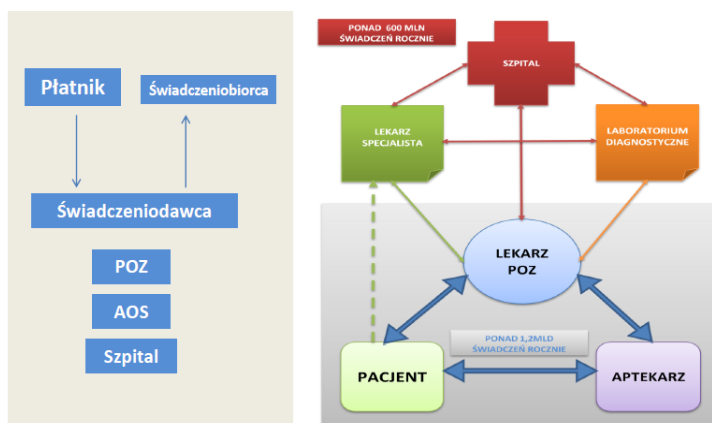 Płatnik
Świadczeniobiorca
Świadczeniodawca
POZ
AOS
Szpital
PONAD 600 MLN
ŚWIADCZEŃ ROCZNIE
SZPITAL
LEKARZ
SPECJALISTA
LABORATORIUM
DIAGNOSTYCZNE
LEKARZ
POZ
PONAD 1,2MLD
ŚWIADCZEŃ ROCZNIE
PACJENT
APTEKARZ